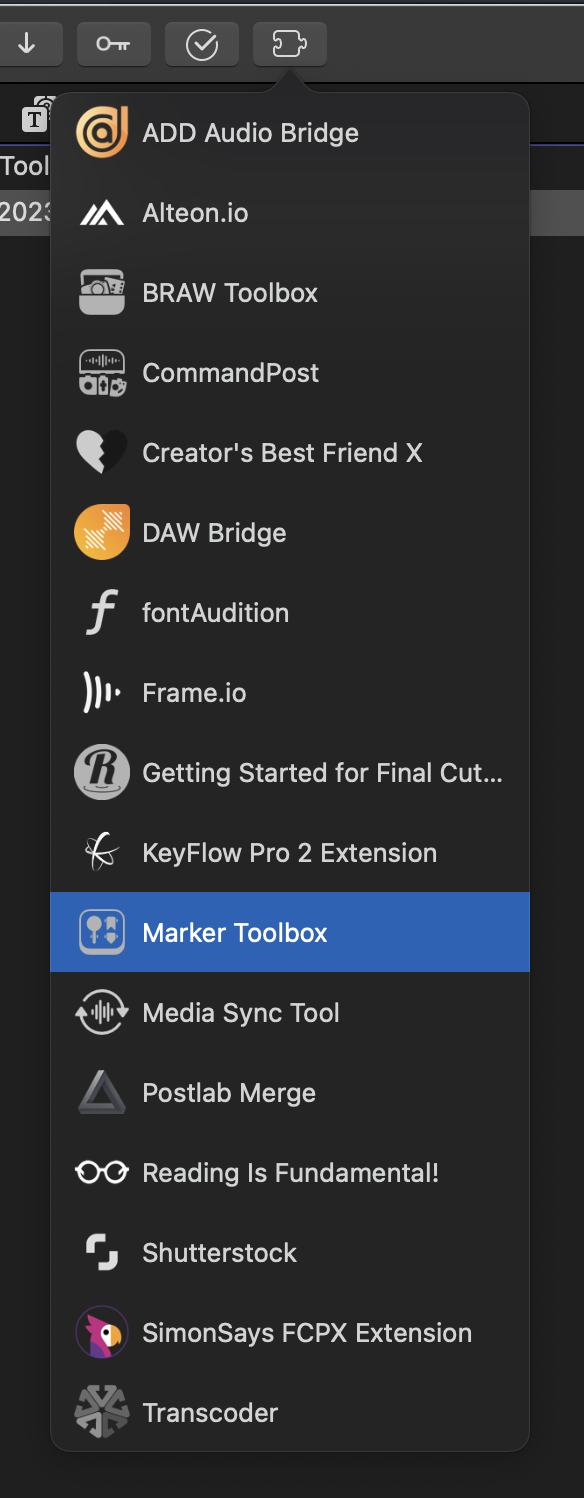 T
Tool
2023
ADD Audio Bridge
Alteon.io
BRAW Toolbox
CommandPost
Creator's Best Friend X
DAW Bridge
fontAudition
Frame.io
Getting Started for Final Cut...
KeyFlow Pro 2 Extension
Marker Toolbox
Media Sync Tool
Postlab Merge
Reading Is Fundamental!
Shutterstock
SimonSays FCPX Extension
Transcoder